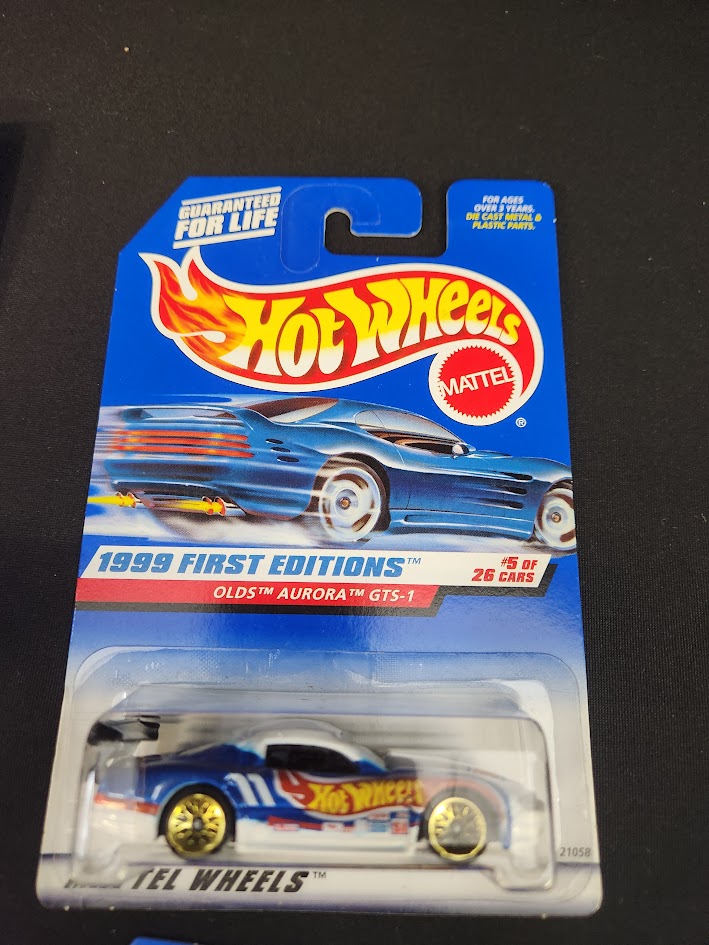 GUARANTEED
FOR LIFE
FOR AGES
OVER 3 YEARS.
DIE CAST METAL &
PLASTIC PARTS.
HOT WHEELS
MATTEL
®
1999 FIRST EDITIONS™
#5 OF
26 CARS
OLDS™ AURORA™ GTS-1
11
HOT WHEELS
21058
TEL WHEELS™